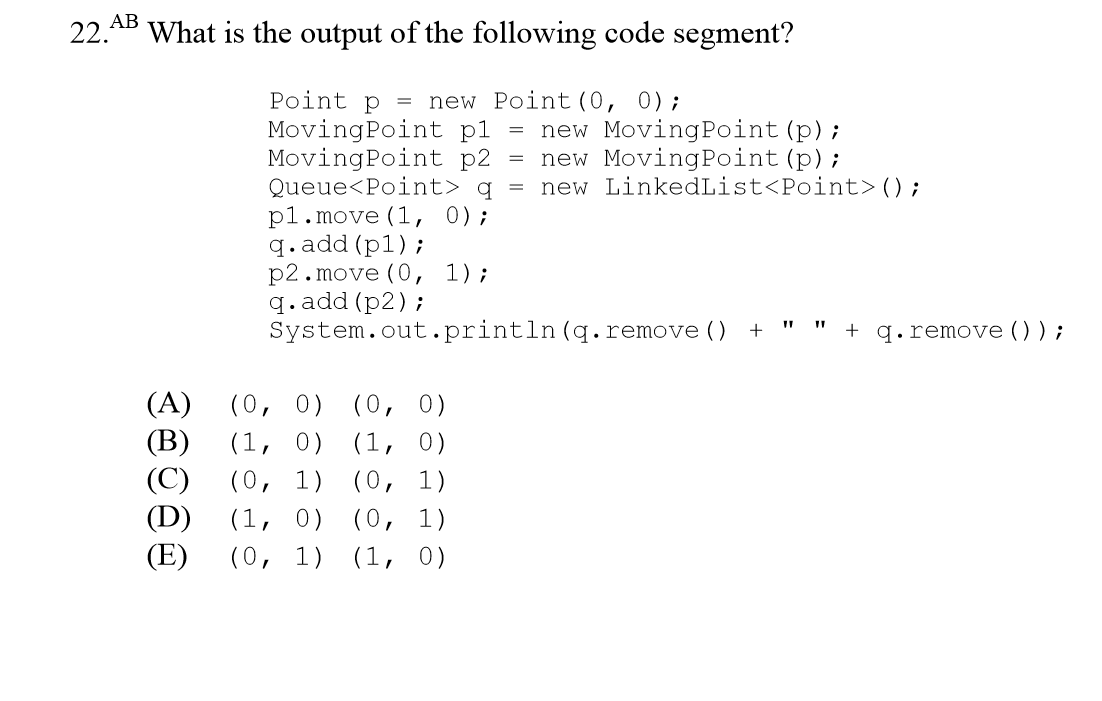 22.AB What is the output of the following code segment?
Point p = new Point(0, 0);
MovingPoint p1 = new MovingPoint(p);
MovingPoint p2 = new MovingPoint(p);
Queue<Point> q = new LinkedList<Point>();
p1.move(1, 0);
q.add(p1);
p2.move(0, 1);
q.add(p2);
System.out.println(q.remove() + " " + q.remove());
(A) (0, 0) (0, 0)
(B) (1, 0) (1, 0)
(C) (0, 1) (0, 1)
(D) (1, 0) (0, 1)
(E) (0, 1) (1, 0)